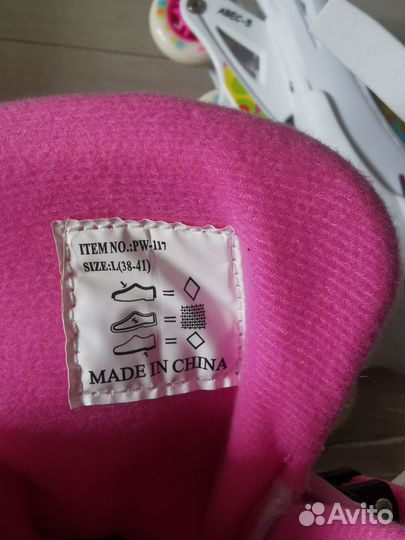 ABEC-5
ITEM NO.:PW-117
SIZE:L(38-41)
MADE IN CHINA
Avito